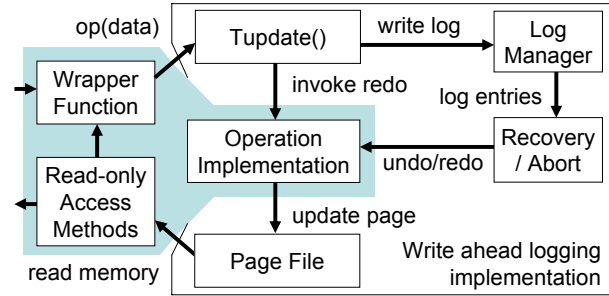 op(data)
Tupdate()
write log
Log
Manager
Wrapper
Function
invoke redo
log entries
Operation
Implementation
undo/redo
Recovery
/ Abort
Read-only
Access
Methods
update page
Page File
read memory
Write ahead logging
implementation